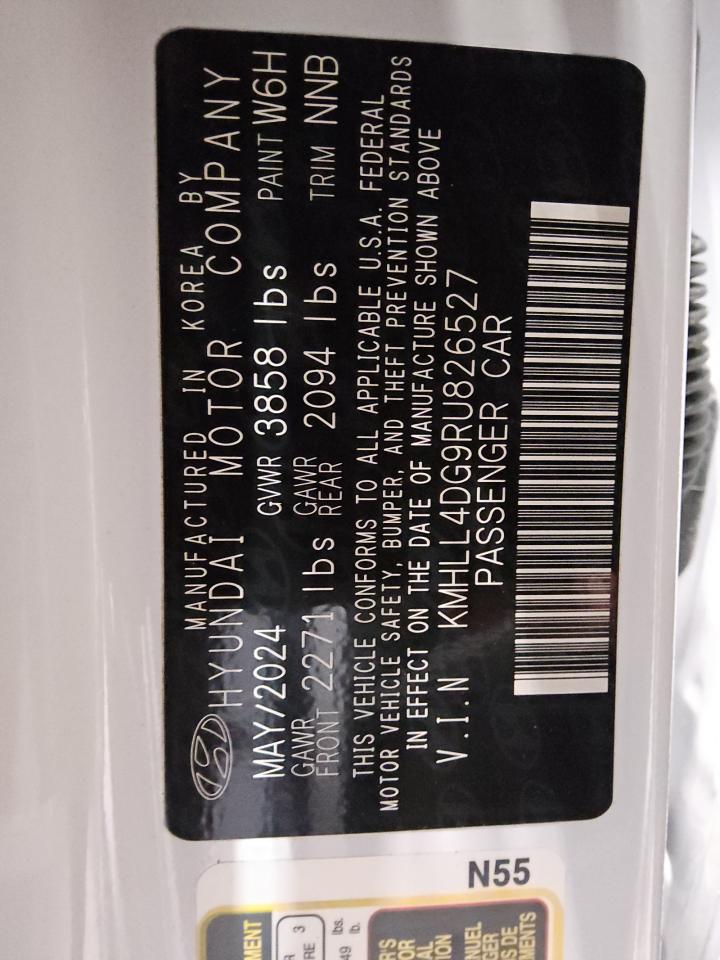 MANUFACTURED IN KOREA BY
HYUNDAI MOTOR COMPANY
MAY/2024 GVWR 3858 lbs PAINT W6H
GAWR FRONT 2271 lbs GAWR REAR 2094 lbs TRIM NNB
THIS VEHICLE CONFORMS TO ALL APPLICABLE U.S.A. FEDERAL
MOTOR VEHICLE SAFETY, BUMPER, AND THEFT PREVENTION STANDARDS
IN EFFECT ON THE DATE OF MANUFACTURE SHOWN ABOVE
V.I.N KMHLL4DG9RU826527
PASSENGER CAR
N55